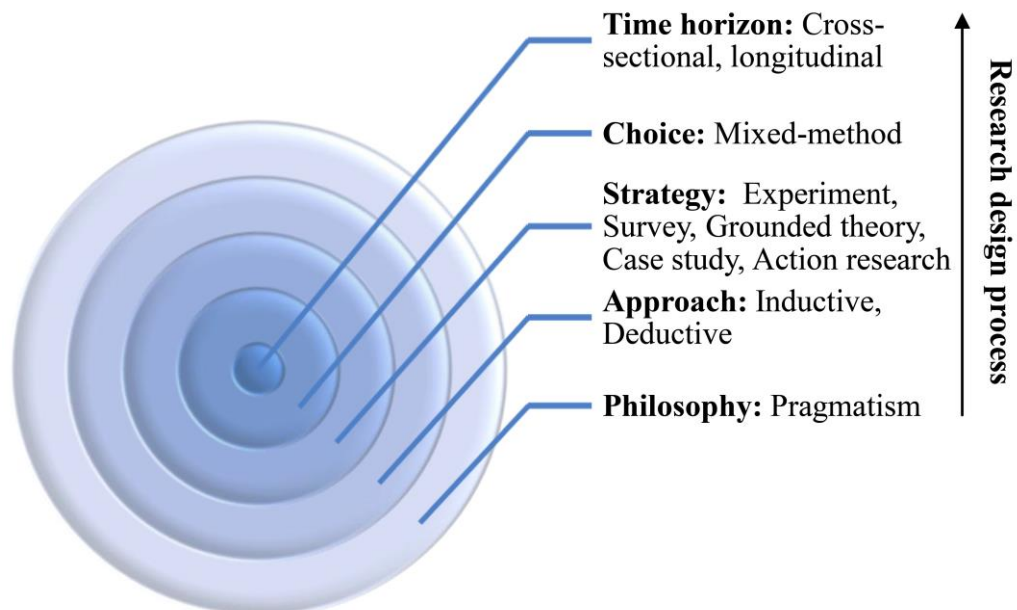 Time horizon: Cross-
sectional, longitudinal
Choice: Mixed-method
Strategy:  Experiment,
Survey, Grounded theory,
Case study, Action research
Approach: Inductive,
Deductive
Philosophy: Pragmatism
Research design process